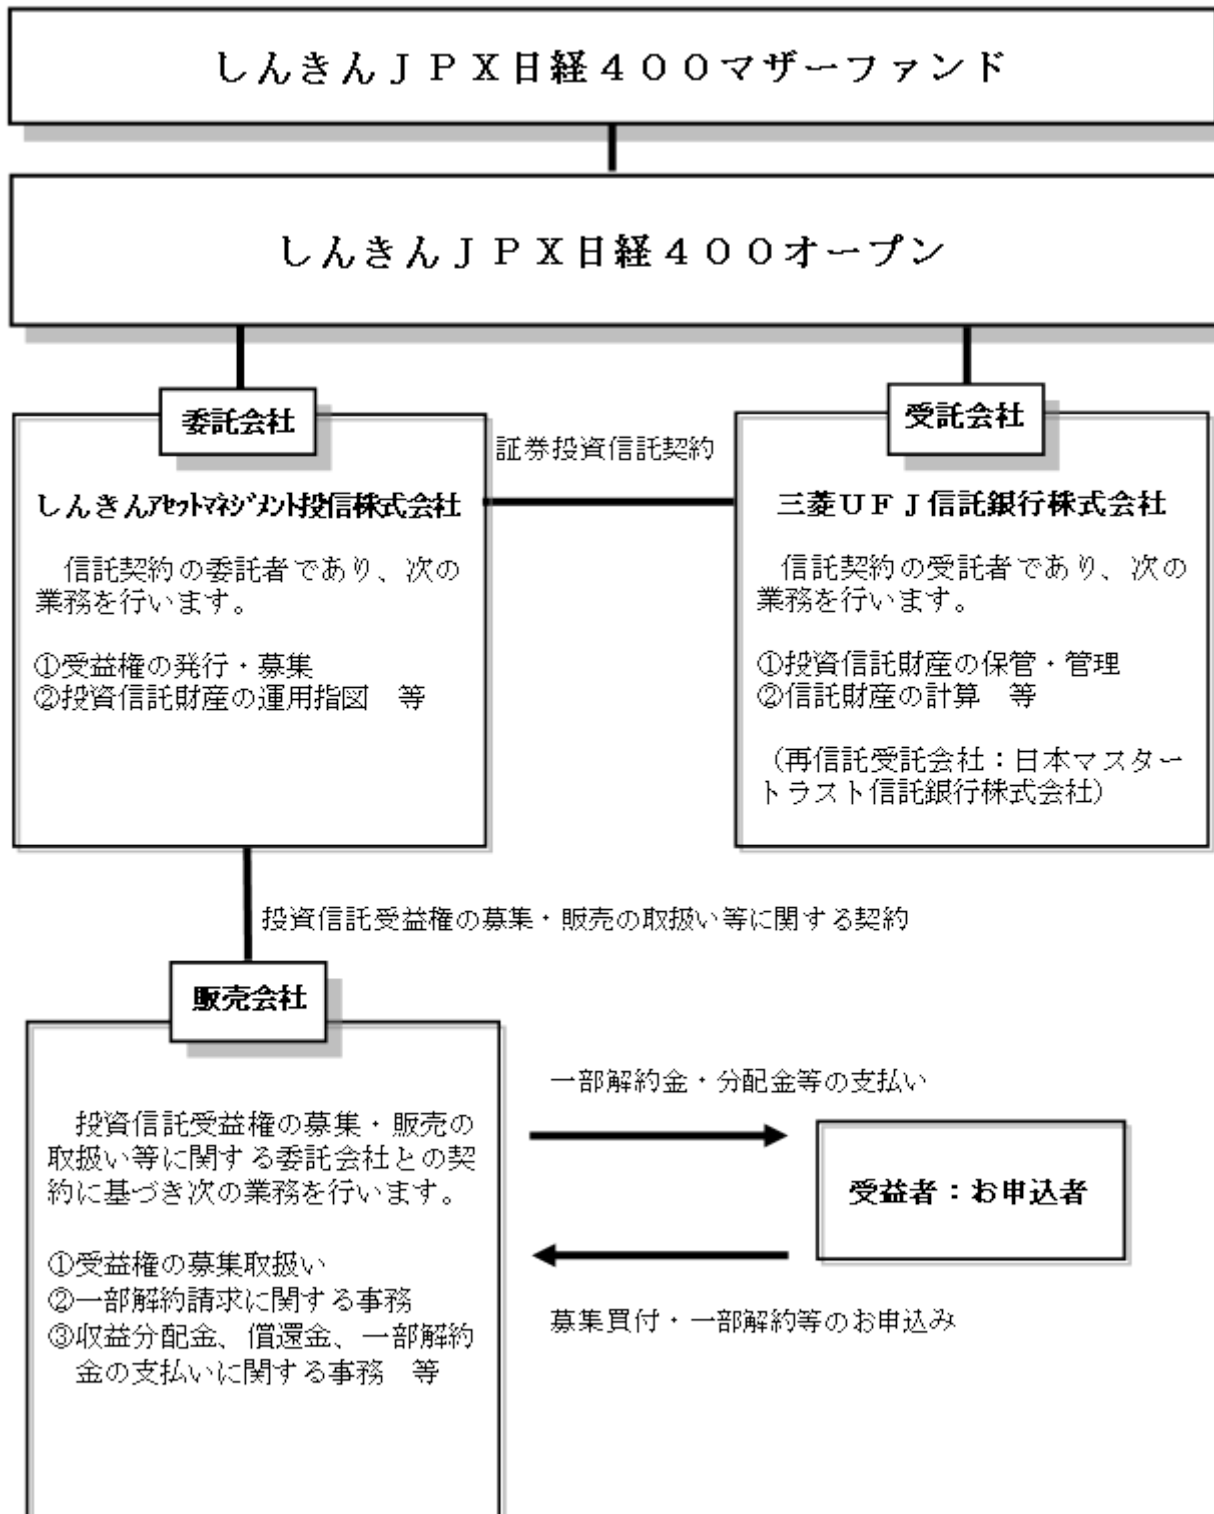 しんきんＪＰＸ日経４００マザーファンド
しんきんＪＰＸ日経４００オープン
委託会社
しんきんｱｾｯﾄﾏﾈｼﾞﾒﾝﾄ投信株式会社
信託契約の委託者であり、次の
業務を行います。
①受益権の発行・募集
②投資信託財産の運用指図　等
証券投資信託契約
受託会社
三菱ＵＦＪ信託銀行株式会社
信託契約の受託者であり、次の
業務を行います。
①投資信託財産の保管・管理
②信託財産の計算　等
（再信託受託会社：日本マスター
トラスト信託銀行株式会社）
投資信託受益権の募集・販売の取扱い等に関する契約
販売会社
投資信託受益権の募集・販売の
取扱い等に関する委託会社との契
約に基づき次の業務を行います。
①受益権の募集取扱い
②一部解約請求に関する事務
③収益分配金、償還金、一部解約
金の支払いに関する事務　等
一部解約金・分配金等の支払い
受益者：お申込者
募集買付・一部解約等のお申込み